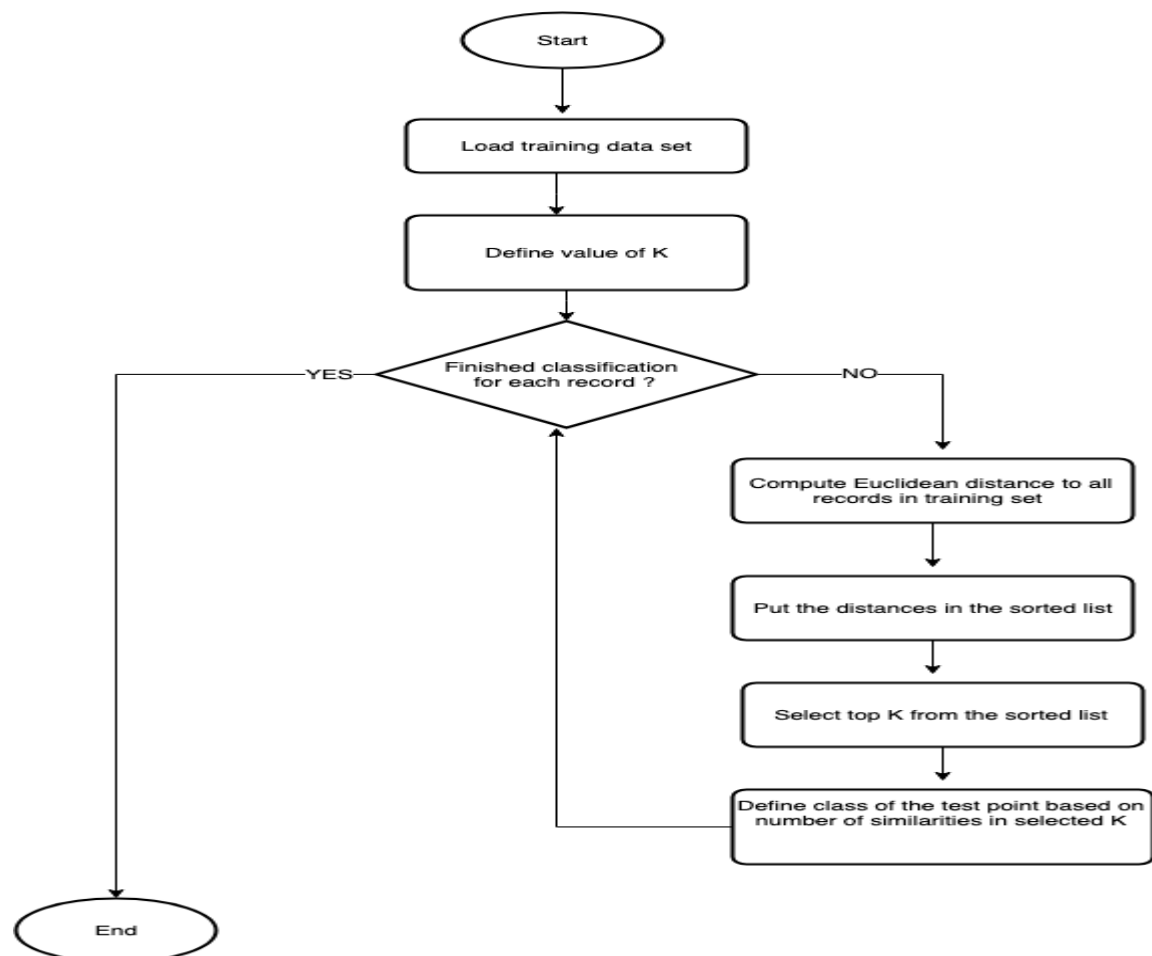 Start
Load training data set
Define value of K
Finished classification
for each record ?
YES
NO
Compute Euclidean distance to all
records in training set
Put the distances in the sorted list
Select top K from the sorted list
Define class of the test point based on
number of similarities in selected K
End